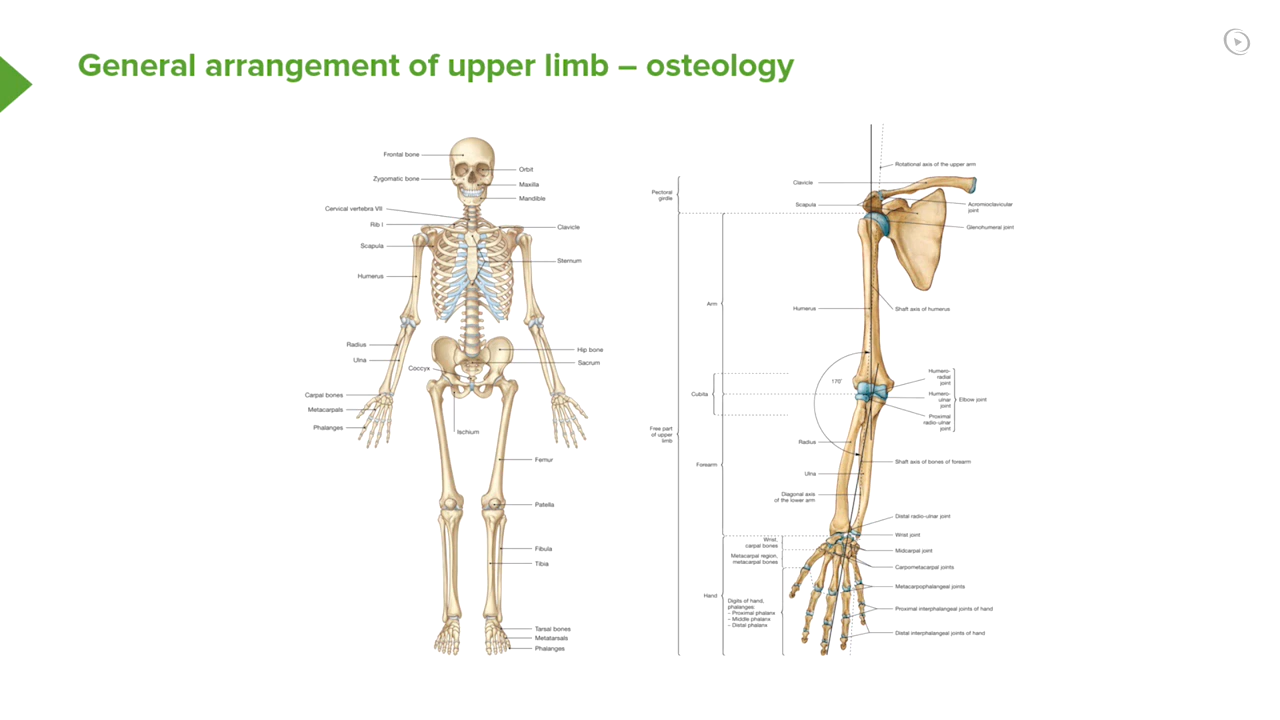 General arrangement of upper limb – osteology
Frontal bone
Zygomatic bone
Cervical vertebra VII
Rib I
Scapula
Humerus
Radius
Ulna
Coccyx
Carpal bones
Metacarpals
Phalanges
Ischium
Orbit
Maxilla
Mandible
Clavicle
Sternum
Hip bone
Sacrum
Femur
Patella
Fibula
Tibia
Tarsal bones
Metatarsals
Phalanges
Pectoral
girdle
Free part
of upper
limb
Arm
Cubita
Forearm
Hand
Wrist,
carpal bones
Metacarpal region,
metacarpal bones
Digits of hand,
phalanges:
– Proximal phalanx
– Middle phalanx
– Distal phalanx
Clavicle
Scapula
Humerus
170°
Radius
Ulna
Diagonal axis
of the lower arm
Rotational axis of the upper arm
Acromioclavicular
joint
Glenohumeral joint
Shaft axis of humerus
Humero-
radial
joint
Humero-
ulnar
joint
Proximal
radio-ulnar
joint
Elbow joint
Shaft axis of bones of forearm
Distal radio-ulnar joint
Wrist joint
Midcarpal joint
Carpometacarpal joints
Metacarpophalangeal joints
Proximal interphalangeal joints of hand
Distal interphalangeal joints of hand